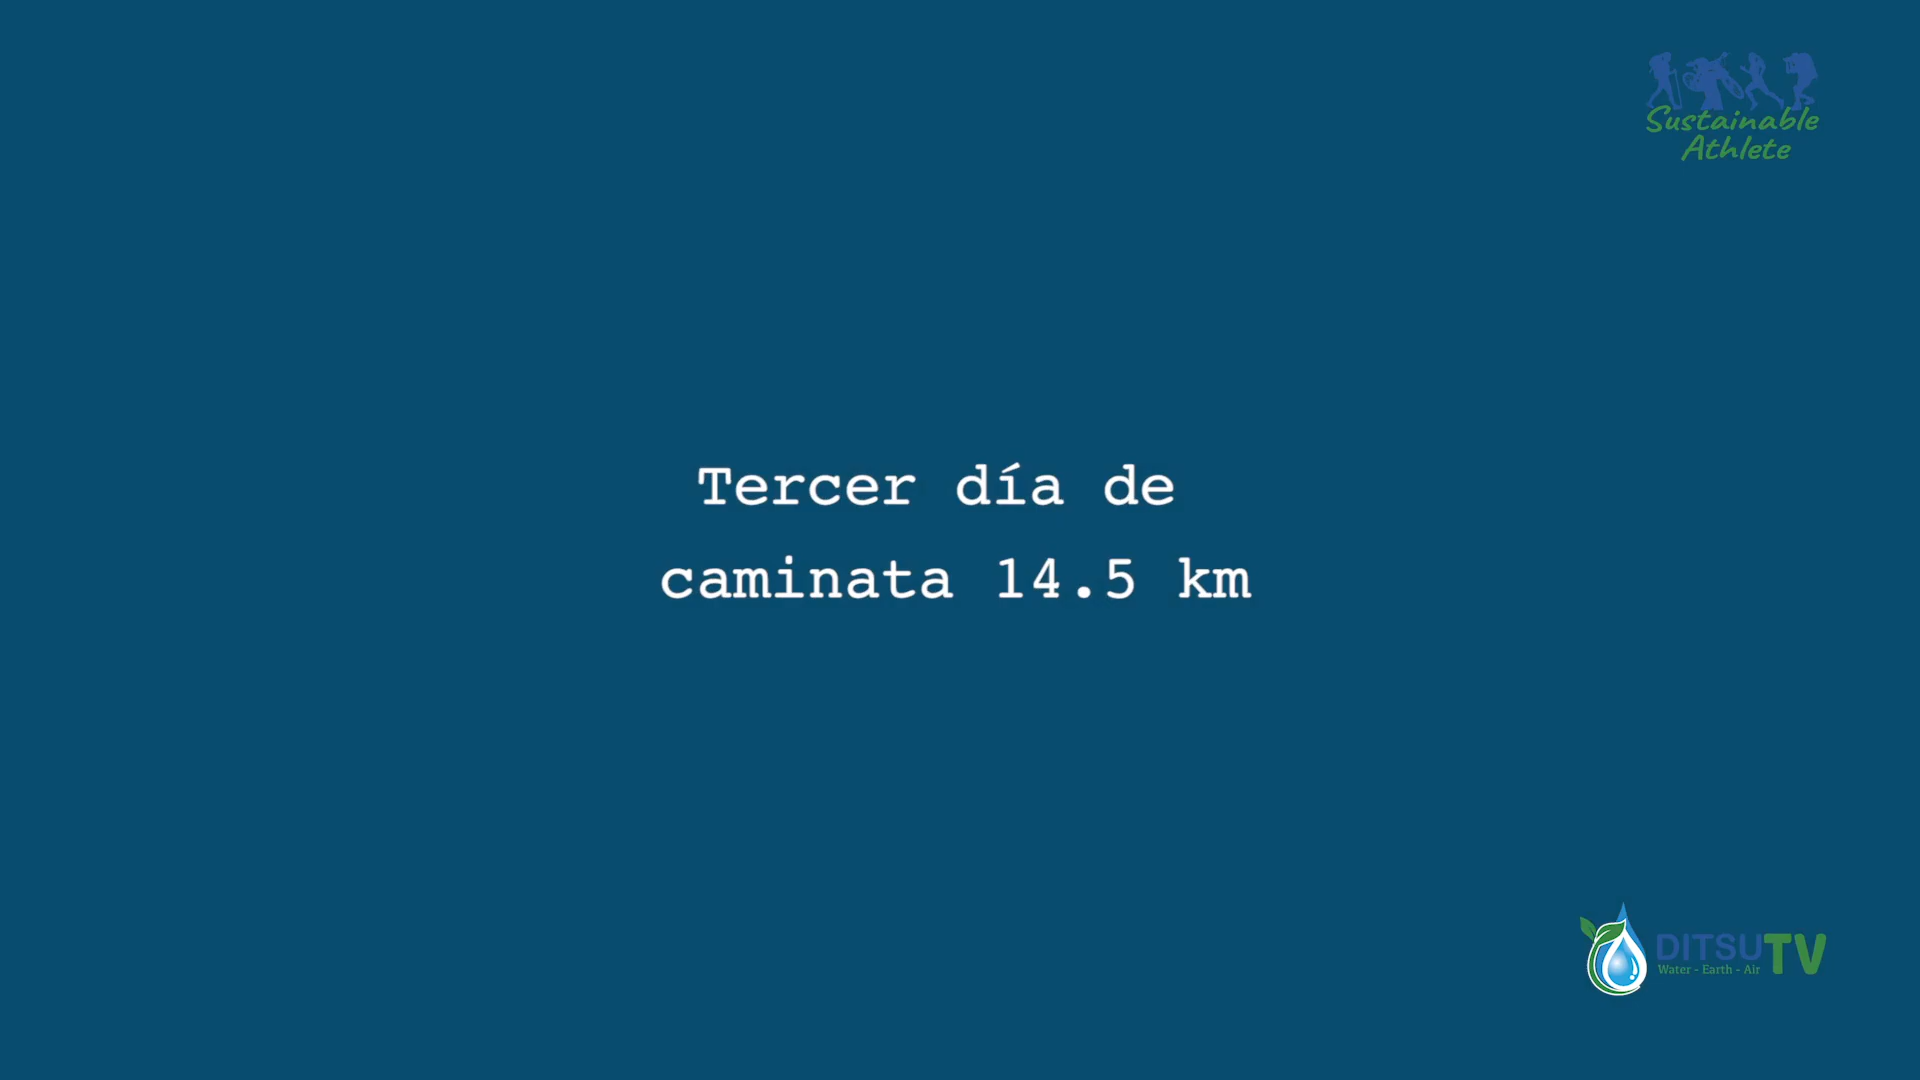 Sustainable
Athlete
Tercer día de
caminata 14.5 km
DITSUTV
Water - Earth - Air